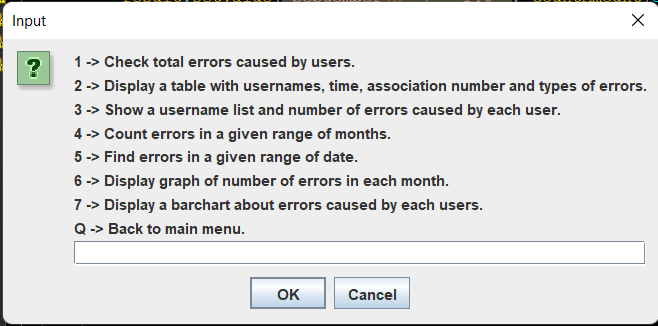 Input
1 -> Check total errors caused by users.
2 -> Display a table with usernames, time, association number and types of errors.
3 -> Show a username list and number of errors caused by each user.
4 -> Count errors in a given range of months.
5 -> Find errors in a given range of date.
6 -> Display graph of number of errors in each month.
7 -> Display a barchart about errors caused by each users.
Q -> Back to main menu.
OK Cancel